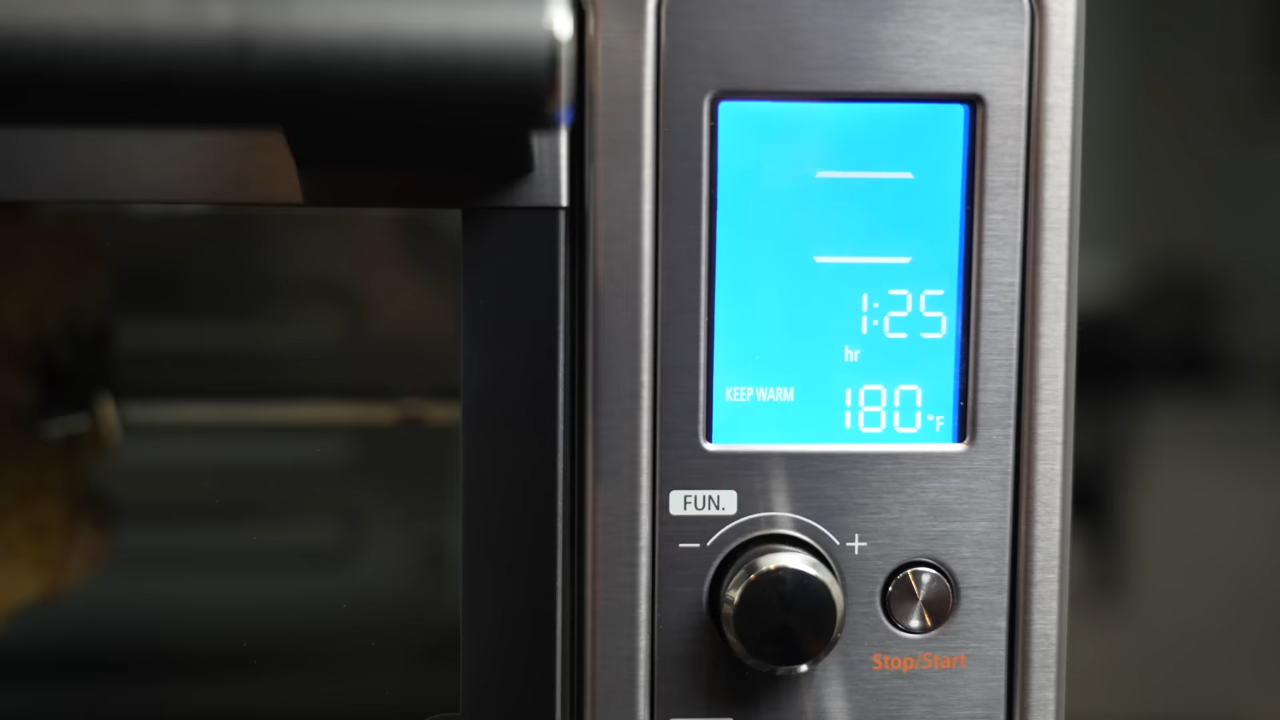 1:25
hr
KEEP WARM 180°F
FUN.
− +
Stop/Start